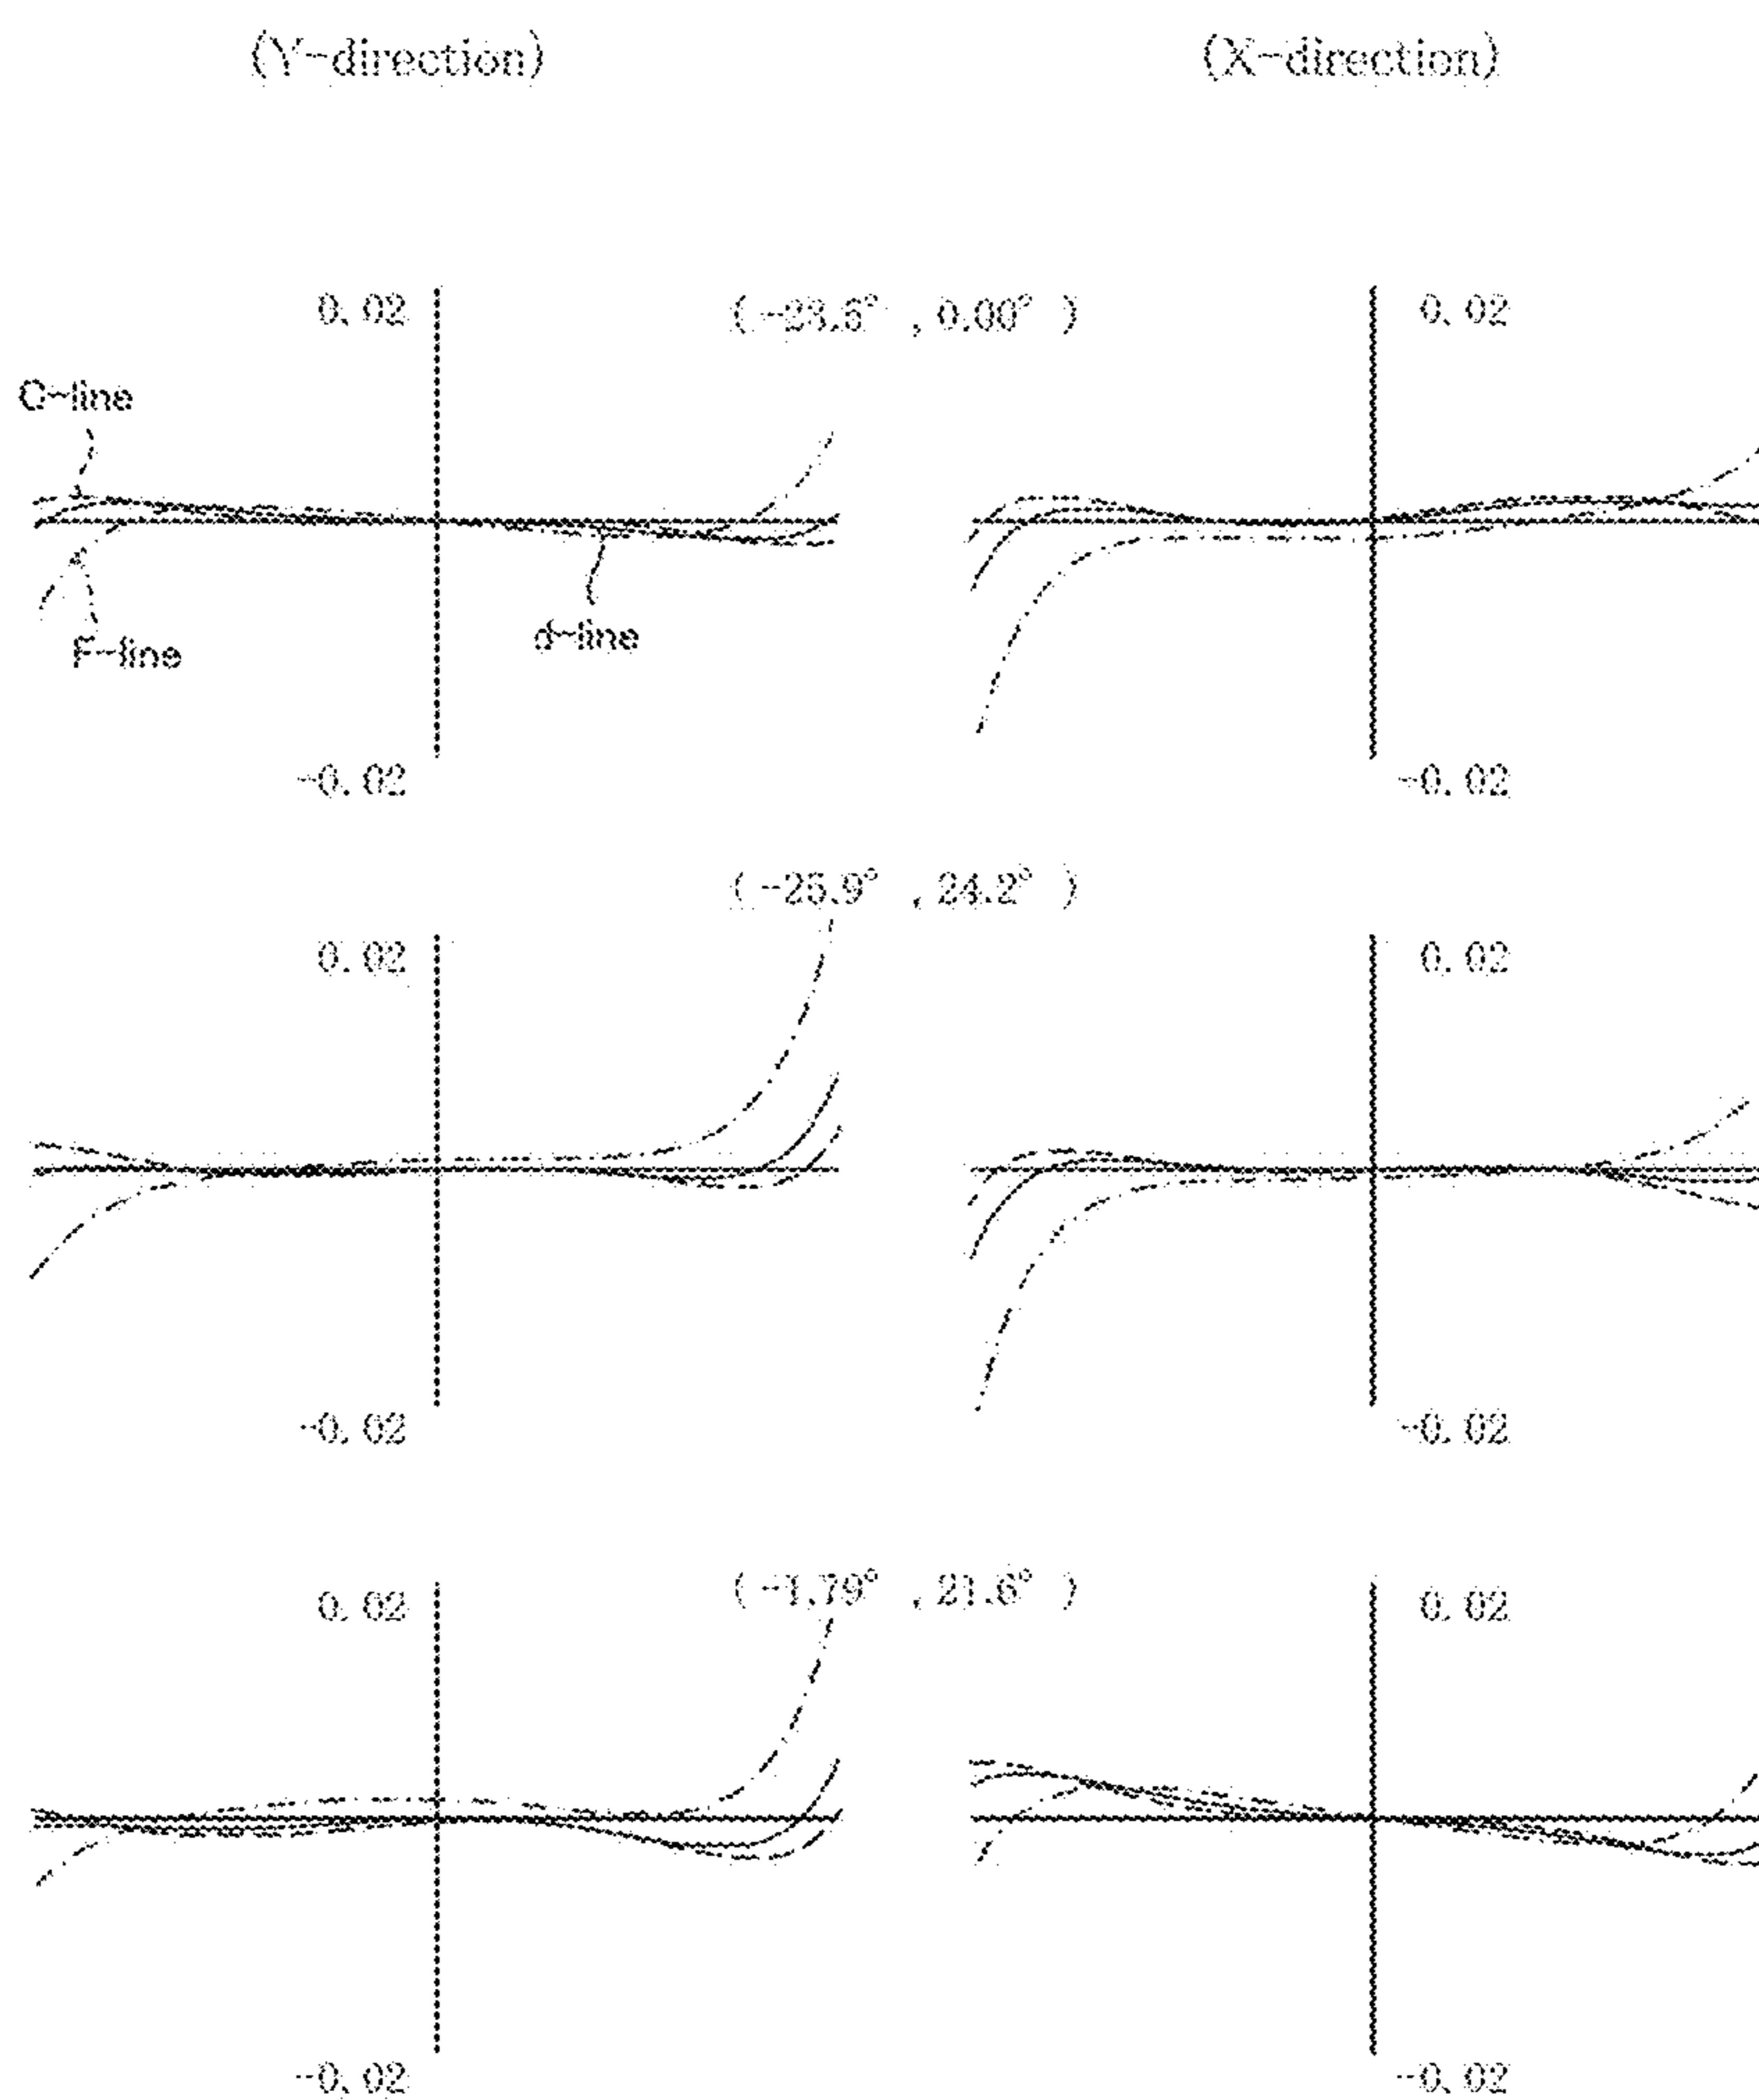 (Y-direction) (X-direction)
0.02 (-23.6° , 0.00° ) 0.02
C-line
F-line d-line
-0.02 -0.02
(-25.9° , 24.2° )
0.02 0.02
-0.02 -0.02
(-1.79° , 21.6° )
0.02 0.02
-0.02 -0.02